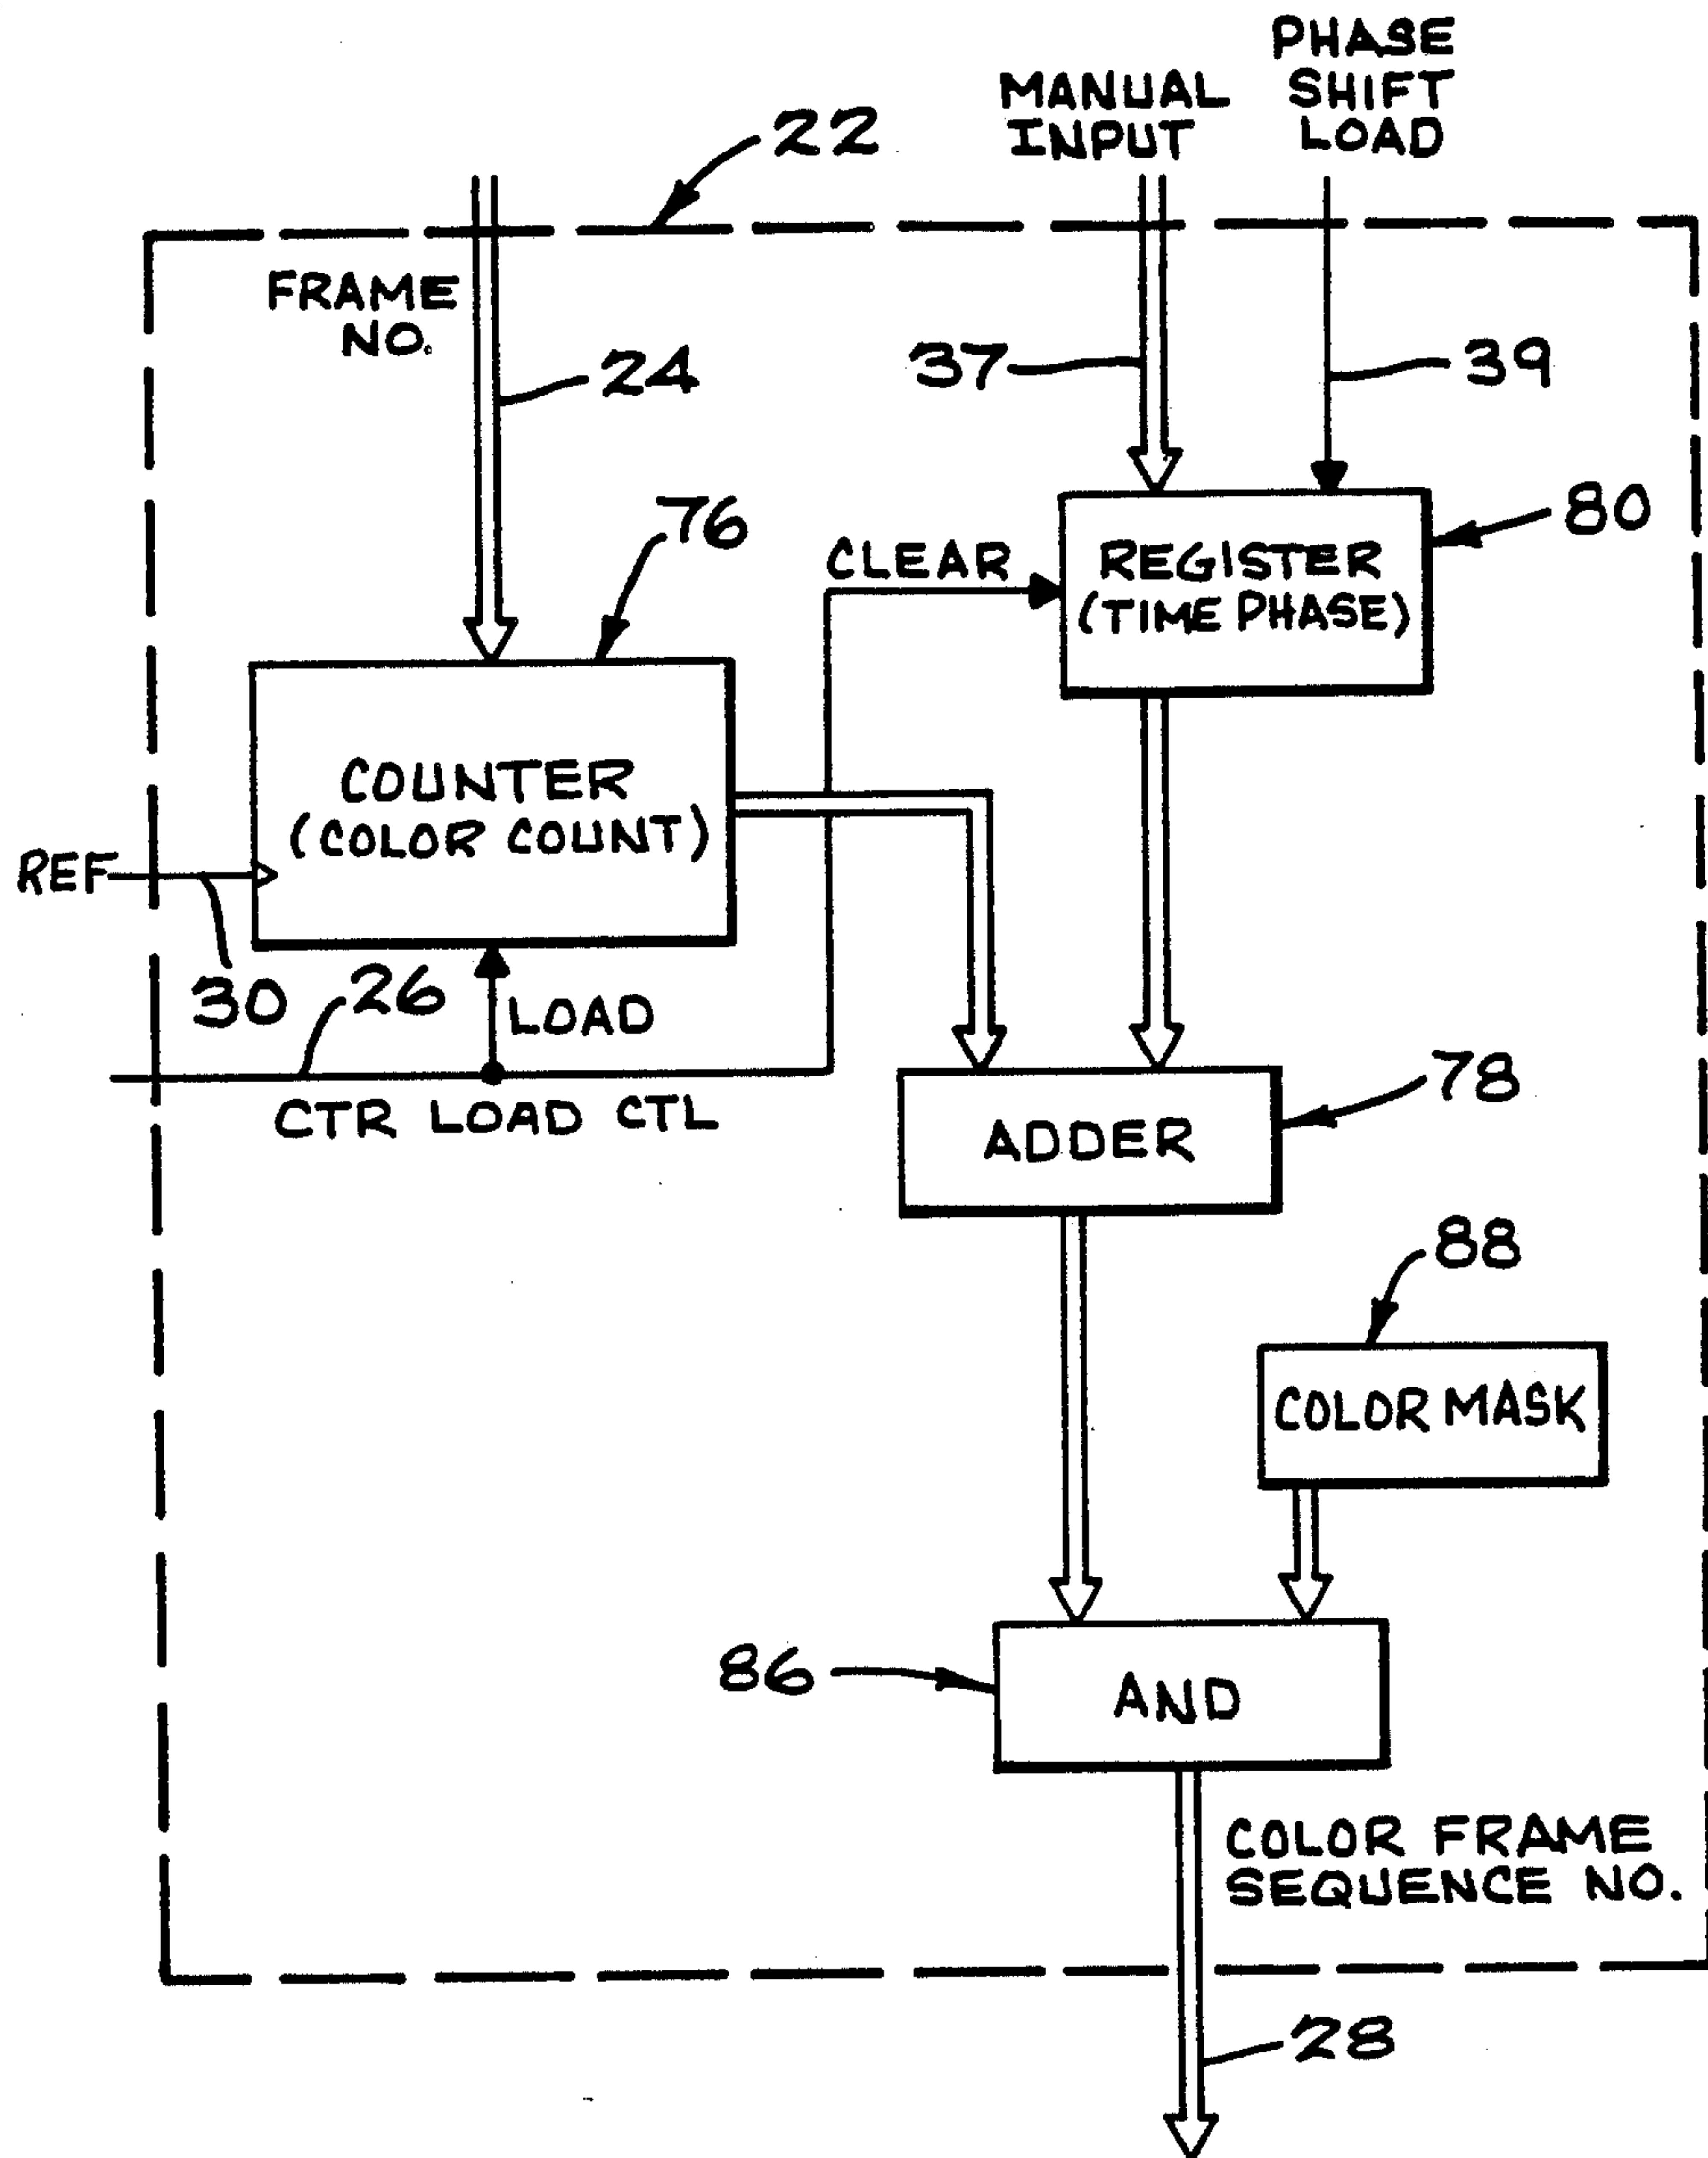 PHASE
SHIFT
LOAD
MANUAL
INPUT
22
FRAME
NO.
24
37
39
76
80
CLEAR
REGISTER
(TIME PHASE)
COUNTER
(COLOR COUNT)
REF
30
26
LOAD
CTR LOAD CTL
78
ADDER
88
COLOR MASK
86
AND
COLOR FRAME
SEQUENCE NO.
28